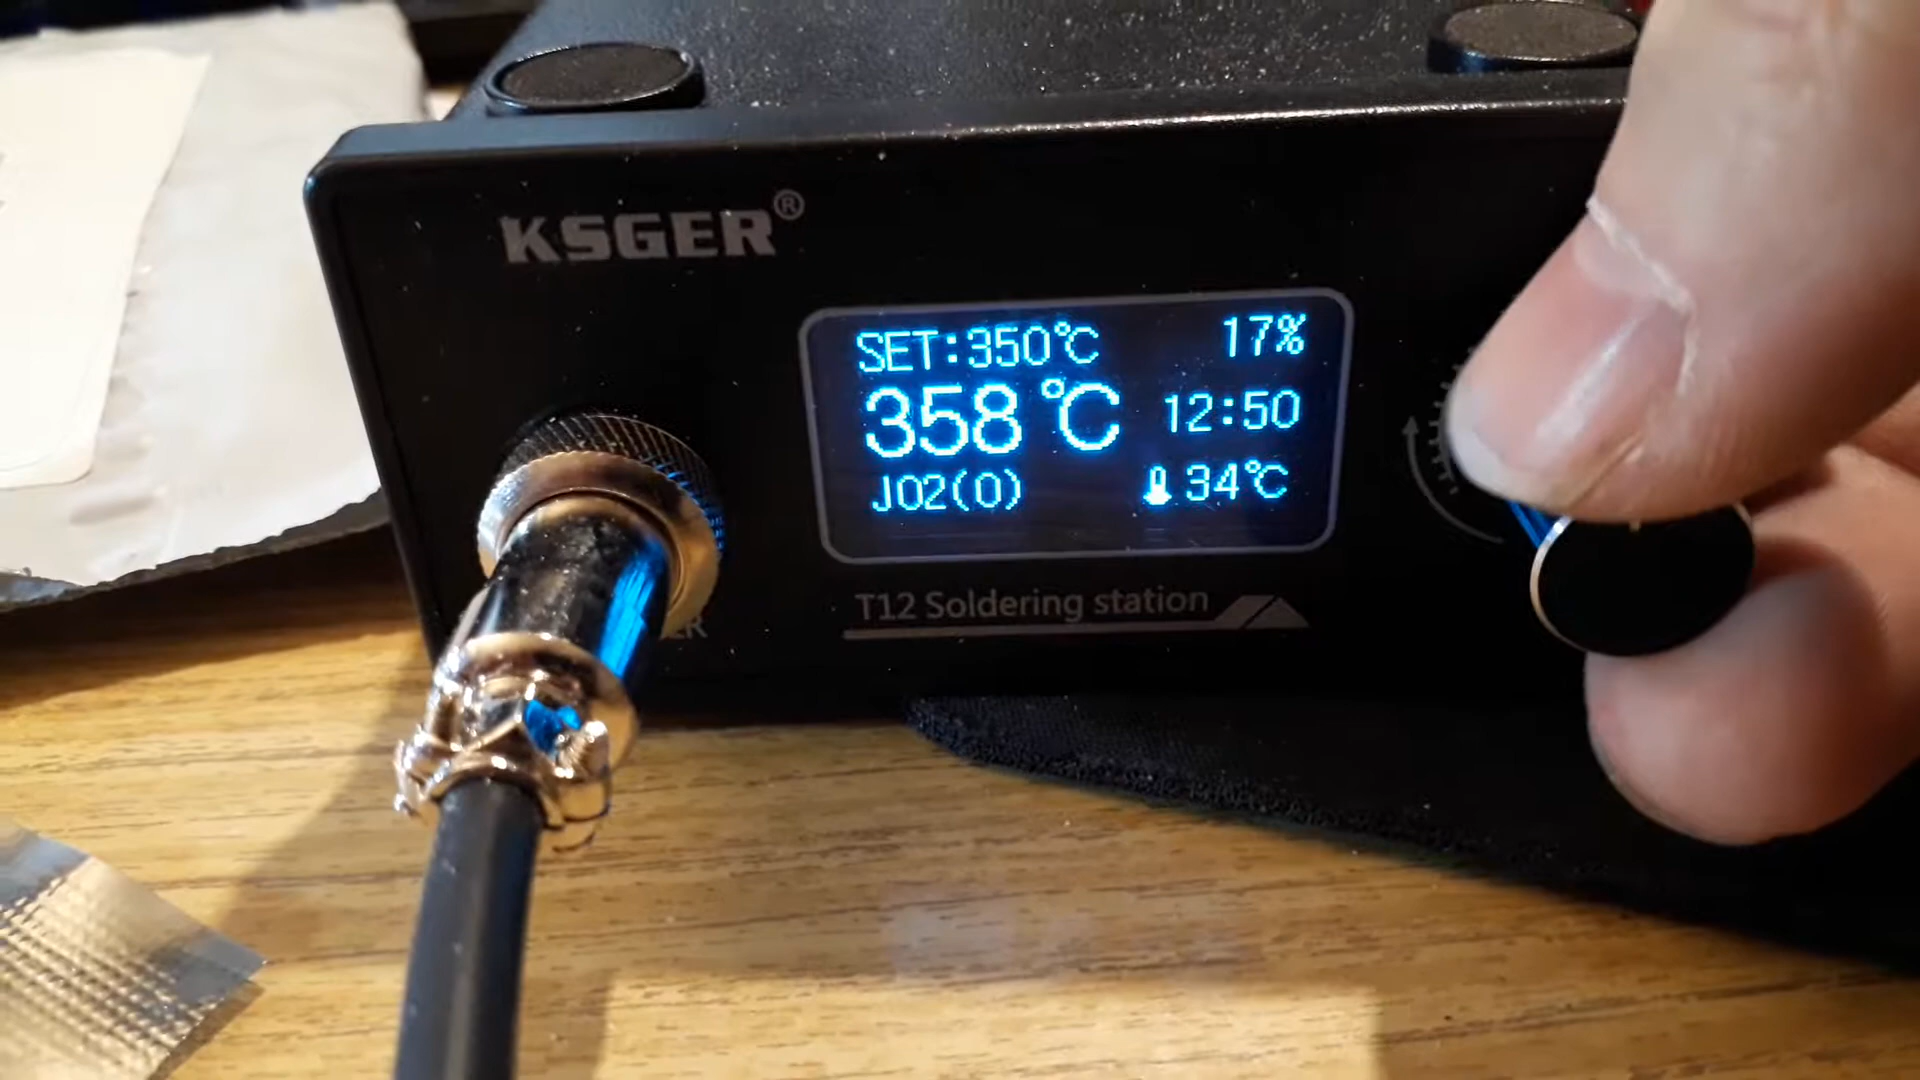 KSGER®
SET:350℃ 17%
358℃ 12:50
J02(0) 34℃
T12 Soldering station